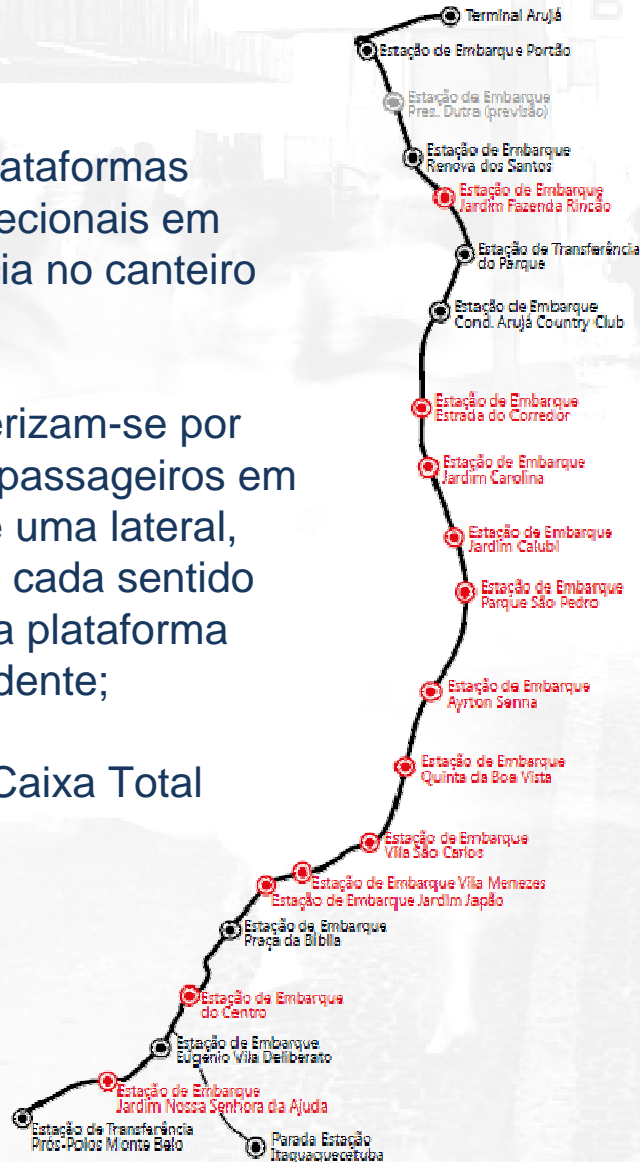 Terminal Arujá
Estação de Embarque Portão
Estação de Embarque
Pres. Dutra (previsão)
Estação de Embarque
Renova dos Santos
Estação de Embarque
Jardim Fazenda Rincão
Estação de Transferência
do Parque
Estação de Embarque
Cond. Arujá Country Club
Estação de Embarque
Estrada do Corredor
Estação de Embarque
Jardim Carolina
Estação de Embarque
Jardim Caiubi
Estação de Embarque
Parque São Pedro
Estação de Embarque
Ayrton Senna
Estação de Embarque
Quinta da Boa Vista
Estação de Embarque
Vila São Carlos
Estação de Embarque Vila Menezes
Estação de Embarque Jardim Japão
Estação de Embarque
Praça da Bíblia
Estação de Embarque
do Centro
Estação de Embarque
Eugênio Vila Deliberato
Estação de Embarque
Jardim Nossa Senhora da Ajuda
Estação de Transferência
Pirós-Polos Monte Belo
Parada Estação
Itaquaquecetuba
ataformas
ecionais em
ia no canteiro
erizam-se por
passageiros em
e uma lateral,
cada sentido
a plataforma
dente;
Caixa Total